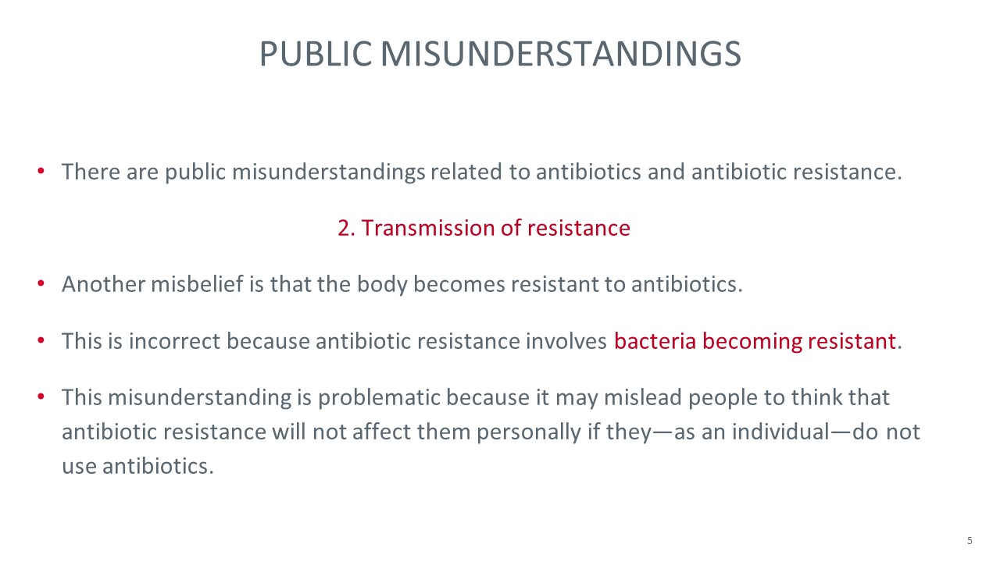 PUBLIC MISUNDERSTANDINGS
• There are public misunderstandings related to antibiotics and antibiotic resistance.
2. Transmission of resistance
• Another misbelief is that the body becomes resistant to antibiotics.
• This is incorrect because antibiotic resistance involves bacteria becoming resistant.
• This misunderstanding is problematic because it may mislead people to think that
antibiotic resistance will not affect them personally if they—as an individual—do not
use antibiotics.
5